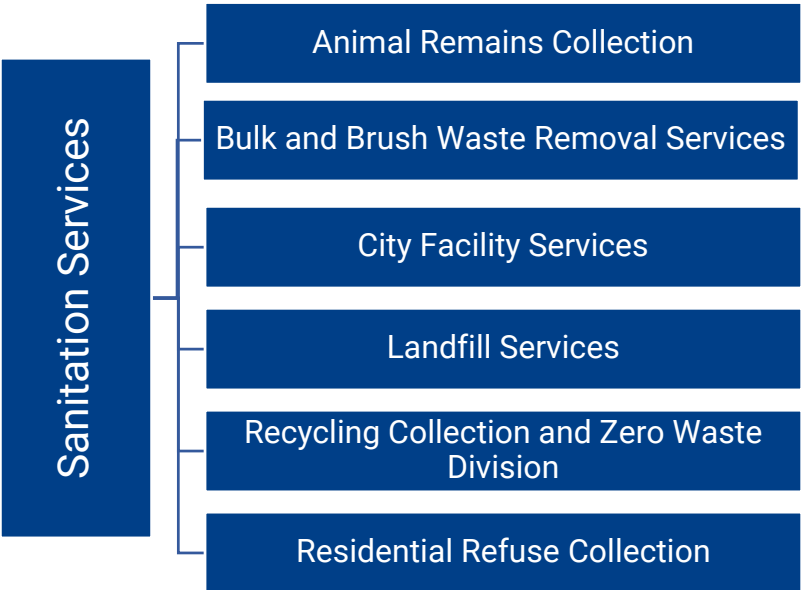 Sanitation Services
Animal Remains Collection
Bulk and Brush Waste Removal Services
City Facility Services
Landfill Services
Recycling Collection and Zero Waste
Division
Residential Refuse Collection